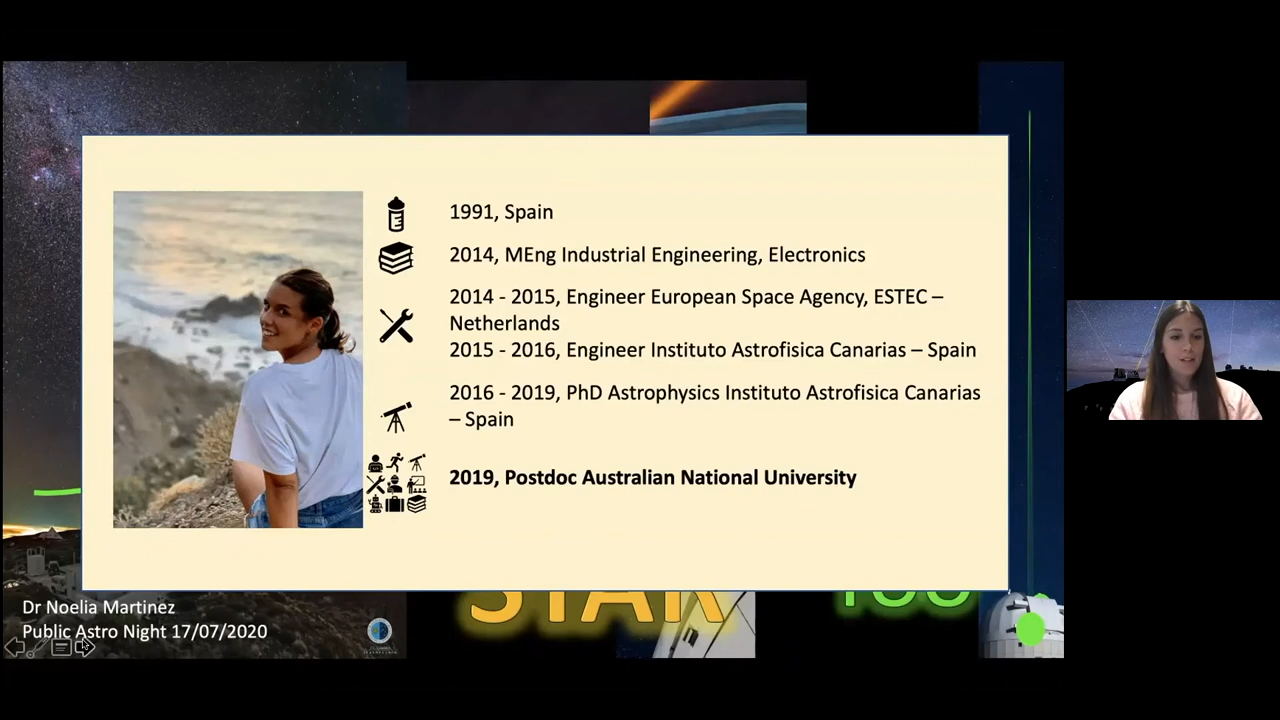 1991, Spain
2014, MEng Industrial Engineering, Electronics
2014 - 2015, Engineer European Space Agency, ESTEC –
Netherlands
2015 - 2016, Engineer Instituto Astrofisica Canarias – Spain
2016 - 2019, PhD Astrophysics Instituto Astrofisica Canarias
– Spain
2019, Postdoc Australian National University
STAR
Dr Noelia Martinez
Public Astro Night 17/07/2020